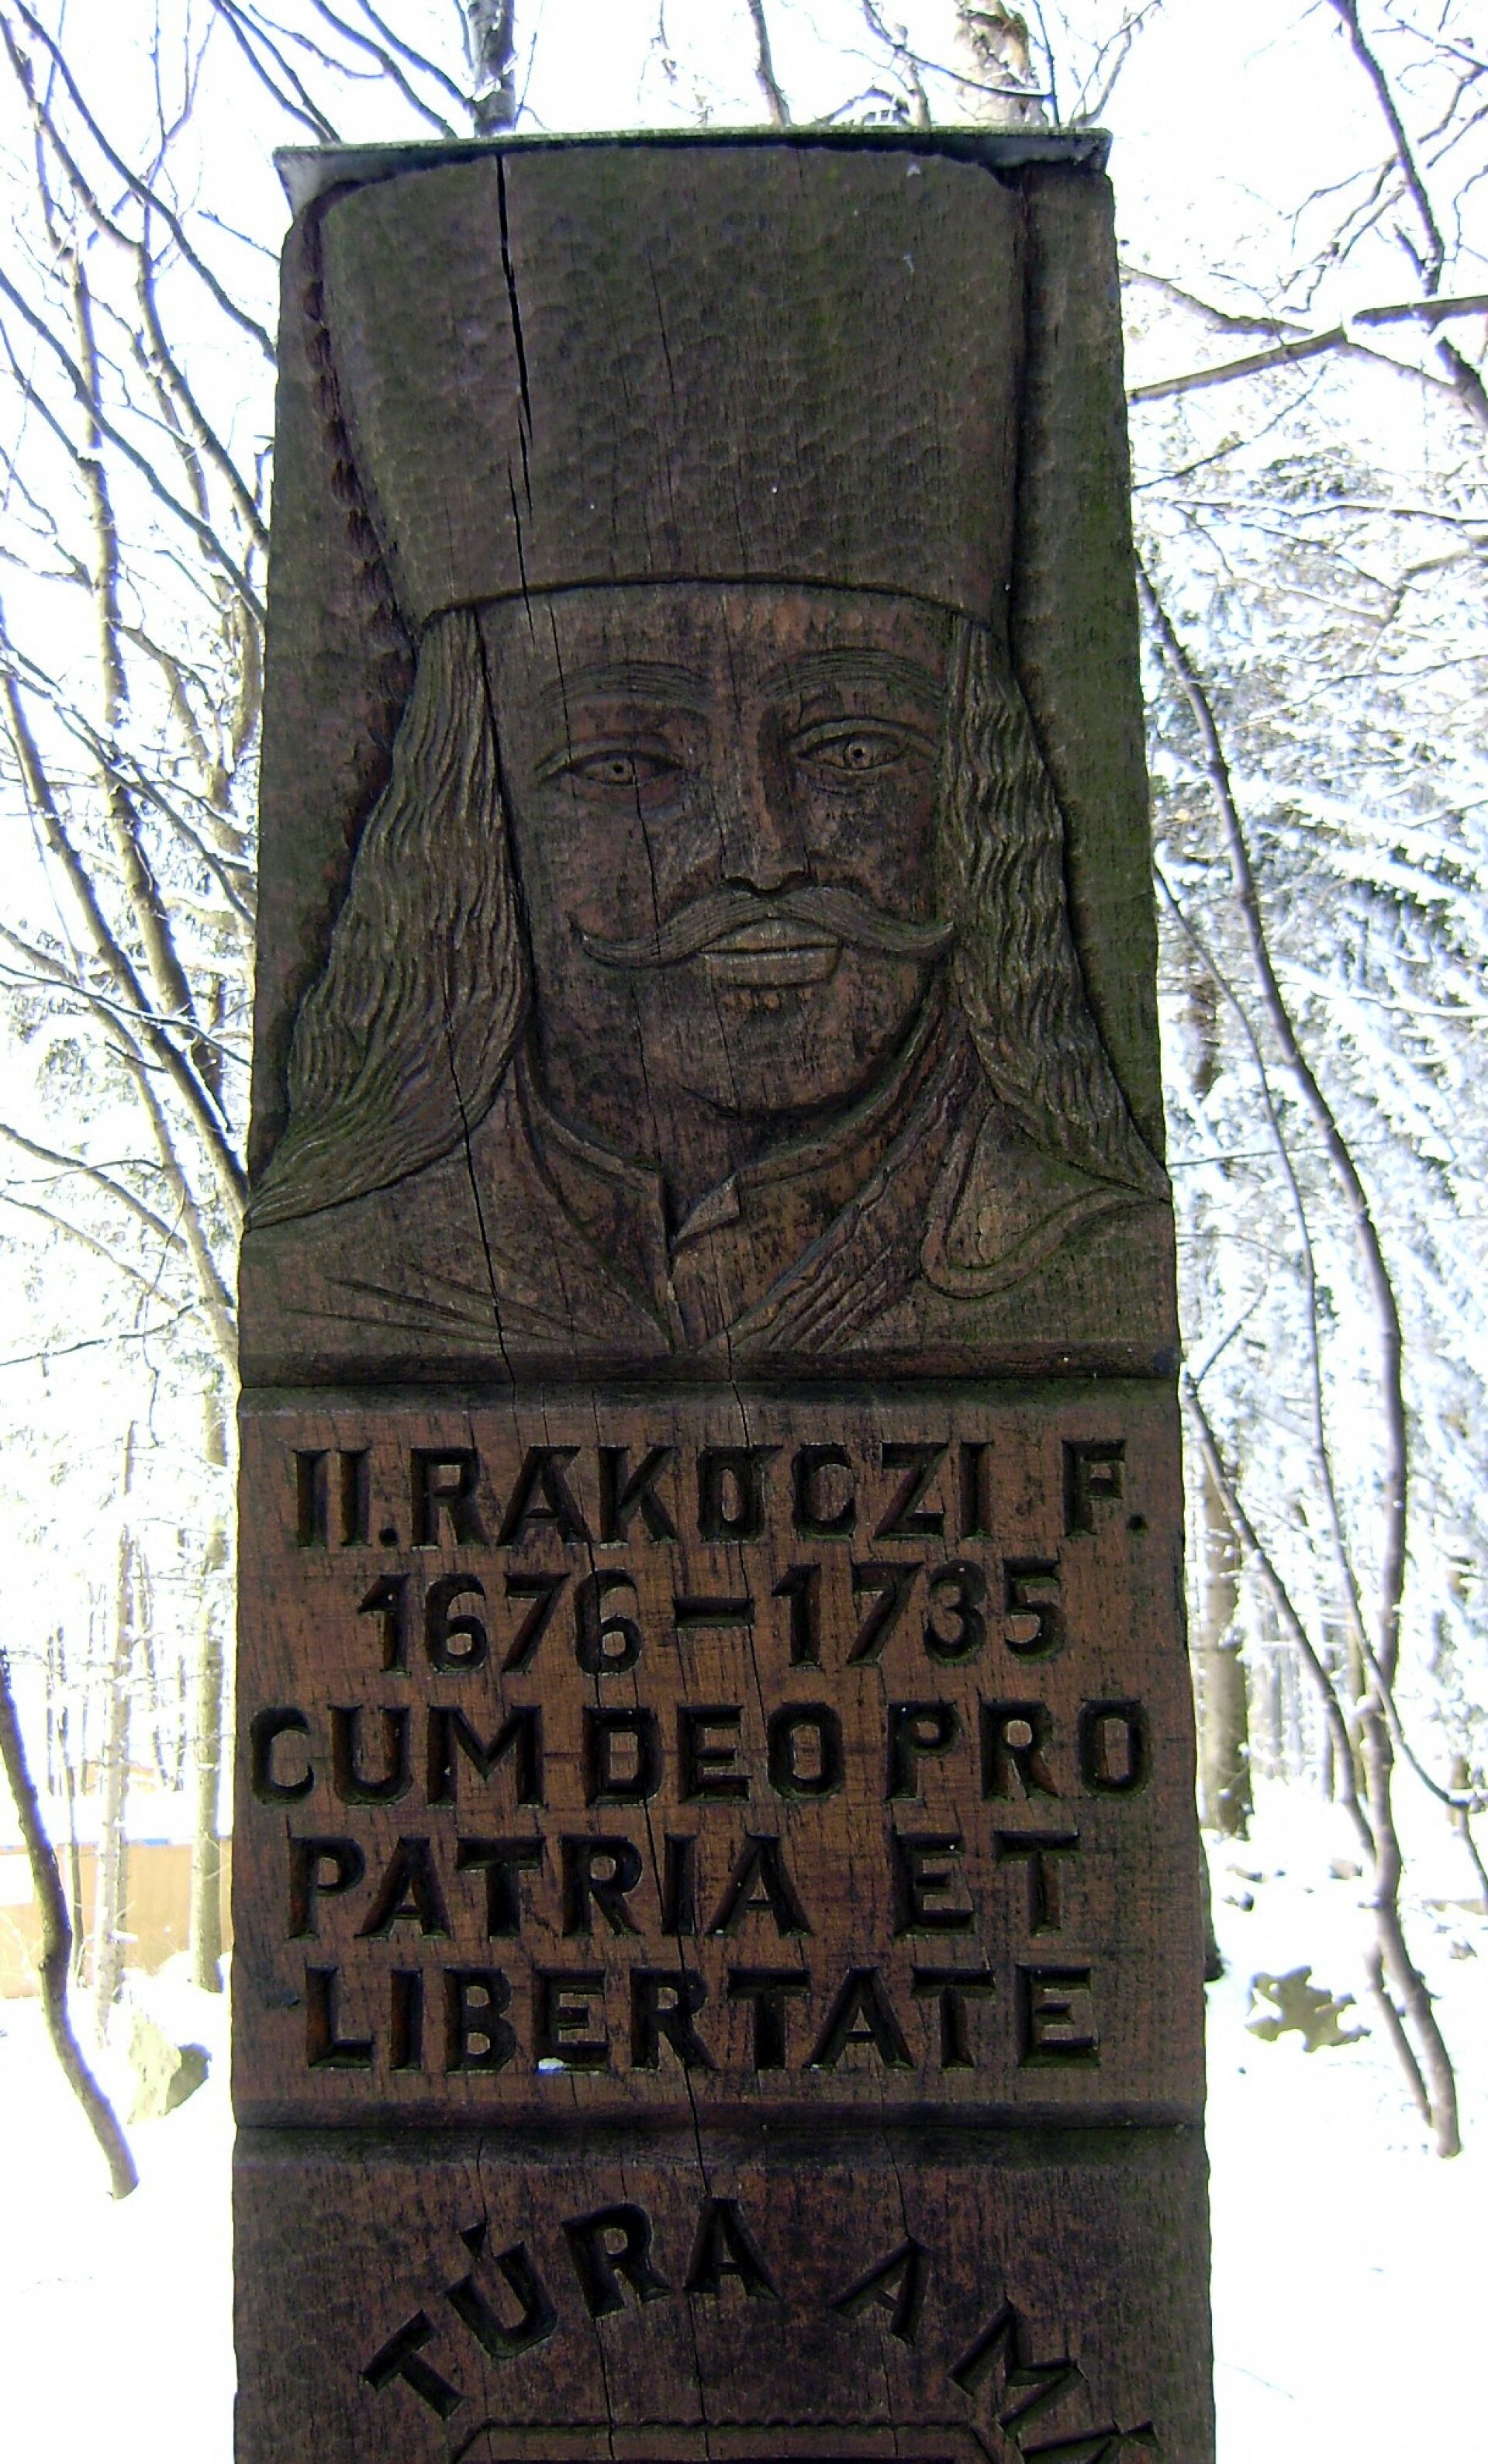 II. RÁKÓCZI F.
1676-1735
CUM DEO PRO
PATRIA ET
LIBERTATE
TÚRA A